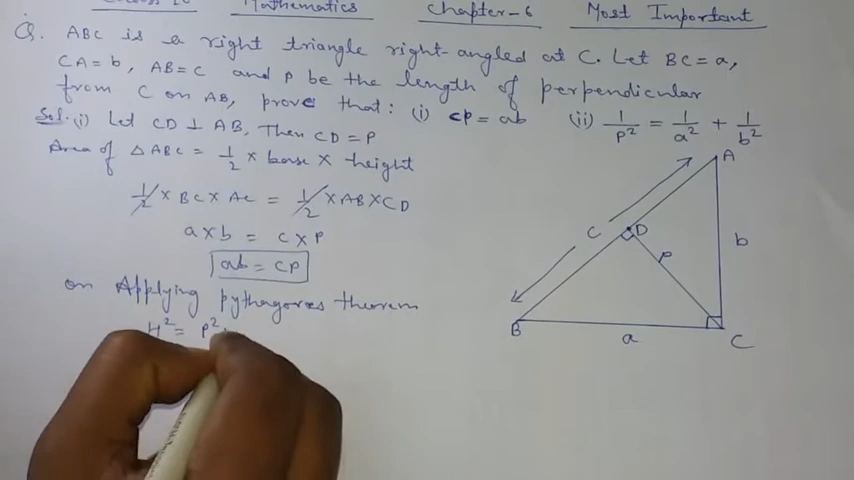 Mathematics Chapter-6 Most Important
Q. ABC is a right triangle right-angled at C. Let BC = a,
CA = b, AB = c and p be the length of perpendicular
from C on AB, prove that: (i) cp = ab (ii) 1/p² = 1/a² + 1/b²
Sol. (i) Let CD ⊥ AB, Then CD = P
Area of △ABC = 1/2 × base × height
1/2 × BC × AC = 1/2 × AB × CD
a × b = c × p
ab = cp
on Applying pythagores theorem
H² = P² +
A
D
c
b
p
B
a
C